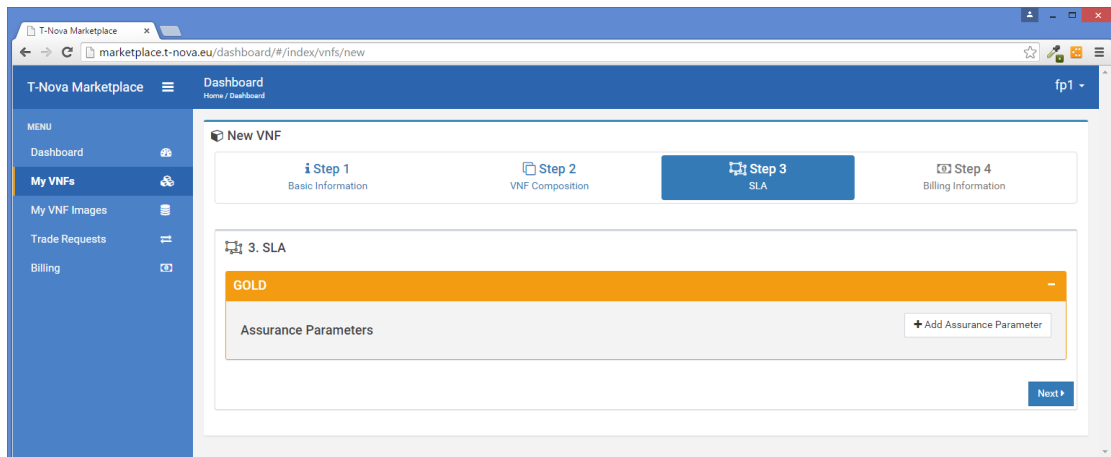 T-Nova Marketplace
marketplace.t-nova.eu/dashboard/#/index/vnfs/new
T-Nova Marketplace
Dashboard
Home / Dashboard
fp1
MENU
Dashboard
My VNFs
My VNF Images
Trade Requests
Billing
New VNF
Step 1
Basic Information
Step 2
VNF Composition
Step 3
SLA
Step 4
Billing Information
3. SLA
GOLD
Assurance Parameters
Add Assurance Parameter
Next